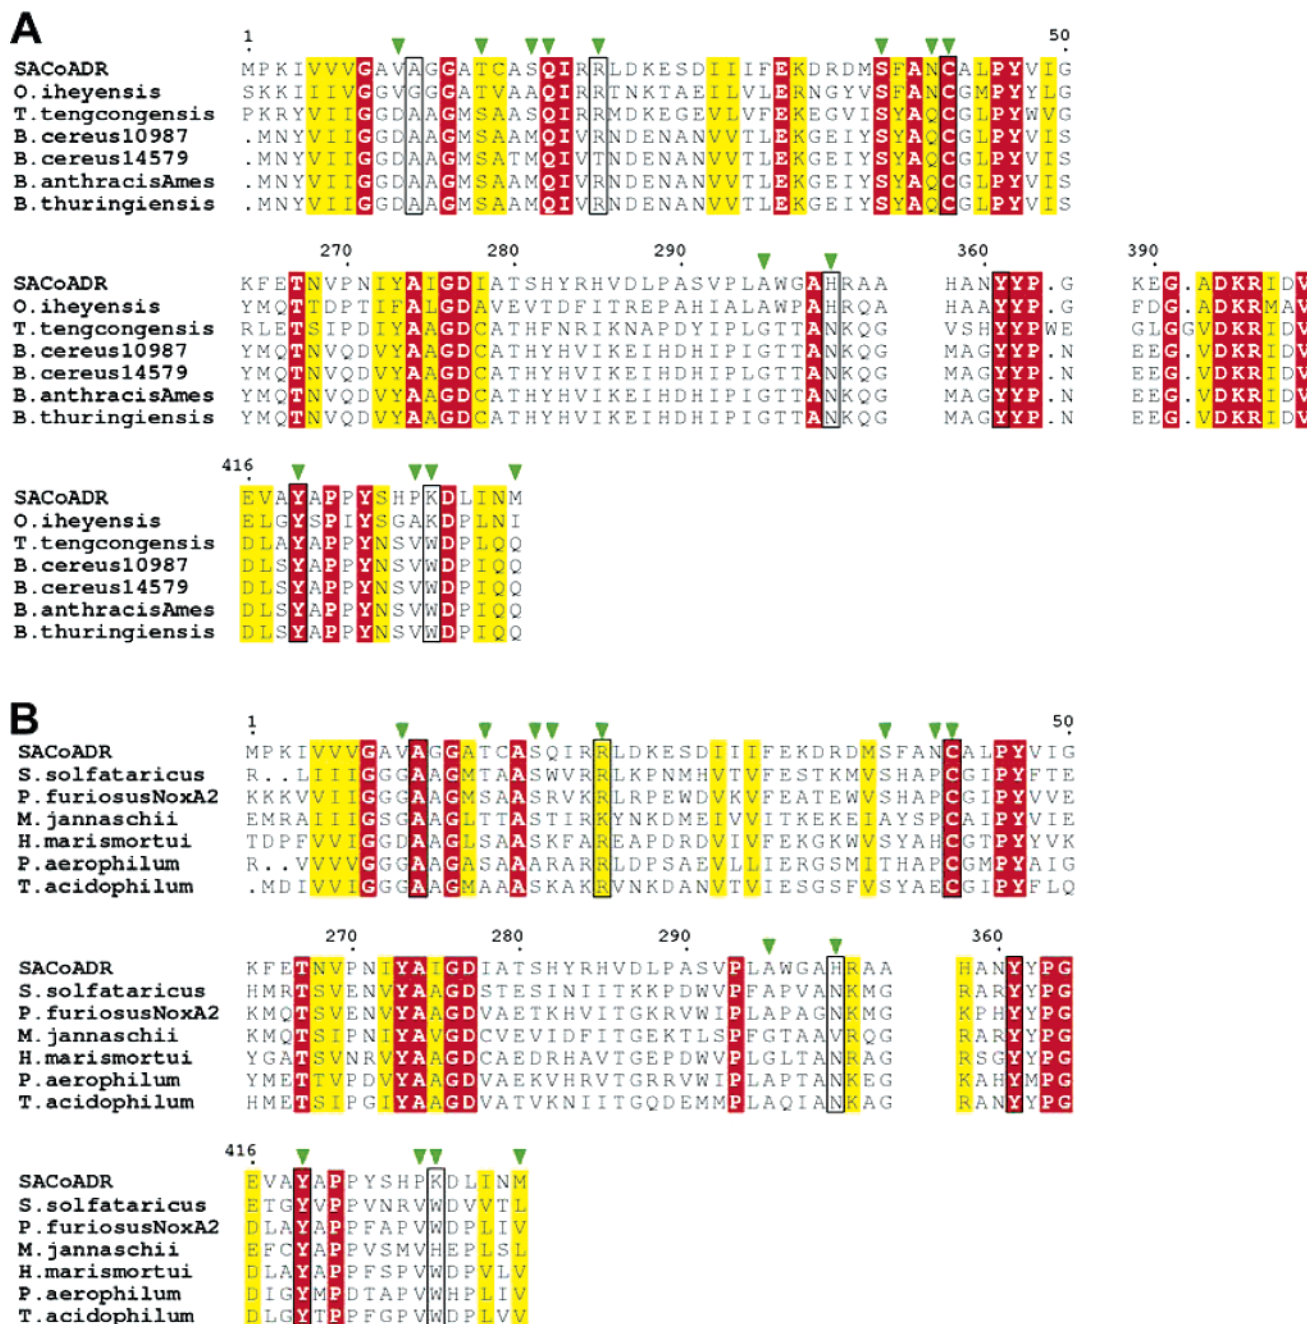 A
1 50
SACoADR MPKIVVVGAVAGGATCASQIRRLDKESDIIIFEKDRDMSFANCALPYVIG
O.iheyensis SKKIIIVGGVGGGATVAAQIRRTNKTAEILVLERNGYVSFANCGMPYYLG
T.tengcongensis PKRYVIIGGDAAGMSAASQIRRMDKEGEVLVFEKEGVISYAQCGLPYWVG
B.cereus10987 .MNYVIIGGDAAGMSAAMQIVRNDENANVVTLEKGEIYSYAQCGLPYVIS
B.cereus14579 .MNYVIIGGDAAGMSATMQIVTNDENANVVTLEKGEIYSYAQCGLPYVIS
B.anthracisAmes .MNYVIIGGDAAGMSAAMQIVRNDENANVVTLEKGEIYSYAQCGLPYVIS
B.thuringiensis .MNYVIIGGDAAGMSAAMQIVRNDENANVVTLEKGEIYSYAQCGLPYVIS
270 280 290 360 390
SACoADR KFETNVPNIYAIGDIATSHYRHVDLPASVPLAWGAHRAA HANYYP.G KEG.ADKRIDV
O.iheyensis YMQTTDPTIFALGDAVEVTDFITREPAHIALAWPAHRQG HAAYYP.G FDG.ADKRMAV
T.tengcongensis RLETSIPDIYAAGDCATHFNRIKNAPDYIPLGTTANKQG VSHYYPWE GLGGVDKRIDV
B.cereus10987 YMQTNVQDVYAAGDCATHYHVIKEIHDHIPIGTTANKQG MAGYYP.N EEG.VDKRIDV
B.cereus14579 YMQTNVQDVYAAGDCATHYHVIKEIHDHIPLGTTANKQG MAGYYP.N EEG.VDKRIDV
B.anthracisAmes YMQTNVQDVYAAGDCATHYHVIKEIHDHIPIGTTANKQG MAGYYP.N EEG.VDKRIDV
B.thuringiensis YMQTNVQDVYAAGDCATHYHVIKEIHDHIPIGTTANKQG MAGYYP.N EEG.VDKRIDV
416
SACoADR EVAYAPPYSHPKDLINM
O.iheyensis ELGYSPIYSGAKDPLNI
T.tengcongensis DLAYAPPYNSVWDPLQQ
B.cereus10987 DLSYAPPYNSVWDPIQQ
B.cereus14579 DLSYAPPYNSVWDPIQQ
B.anthracisAmes DLSYAPPYNSVWDPIQQ
B.thuringiensis DLSYAPPYNSVWDPIQQ
B
1 50
SACoADR MPKIVVVGAVAGGATCASQIRRLDKESDIIIFEKDRDMSFANCALPYVIG
S.solfataricus R..LIIIGGGAAGMTAASWVRRLKPNMHVTVFESTKMVSHAPCGIPYFTE
P.furiosusNoxA2 KKKVVIIGGGAAGMSAASRVKRLRPEWDVKVFEATEWVSHAPCGIPYVVE
M.jannaschii EMRAIIIGSGAAGLTTASTIRKYNKDMEIVVITKEKEIAYSPCAIPYVIE
H.marismortui TDPFVVIGGDAAGLSAASKFAREAPDRDVIVFEKGKWVSYAHCGTPYYVK
P.aerophilum R..VVVVGGGAAGASAAARARRLDPSAEVLLIERGSMITHAPCGMPYAIG
T.acidophilum .MDIVVIGGGAAGMAAASKAKRVNKDANVTVIESGSFVSYAECGIPYFLQ
270 280 290 360
SACoADR KFETNVPNIYAIGDIATSHYRHVDLPASVPLAWGAHRAA HANYYPG
S.solfataricus HMRTSVENVYAAGDSTESINIITKKPDWVPFAPVANKMG RARYYPG
P.furiosusNoxA2 KMQTSVENVYAAGDVAETKHVITGKRVWIPLAPAGNKMG KPHYYPG
M.jannaschii KMQTSIPNIYAVGDCVEVIDFITGEKTLSPFGTAAVRQG RARYYPG
H.marismortui YGATSVNRVYAAGDCAEDRHAVTGEPDWVPLGLTANRAG RSGYYPG
P.aerophilum YMETTVPDVYAAGDVAEKVHRVTGRRVWIPLAPTANKEG KAHYMPG
T.acidophilum HMETSIPGIYAAGDVATVKNIITGQDEMMPLAQIANKAG RANYYPG
416
SACoADR EVAYAPPYSHPKDLINM
S.solfataricus ETGYVPPVNRVWDVVTL
P.furiosusNoxA2 DLAYAPPFAPVWDPLIV
M.jannaschii EFCYAPPVSMVHEPLSL
H.marismortui DLAYAPPFSPVWDPVLV
P.aerophilum DIGYMPDTAPVWHPLIV
T.acidophilum DLGYTPPFGPVWDPLVV